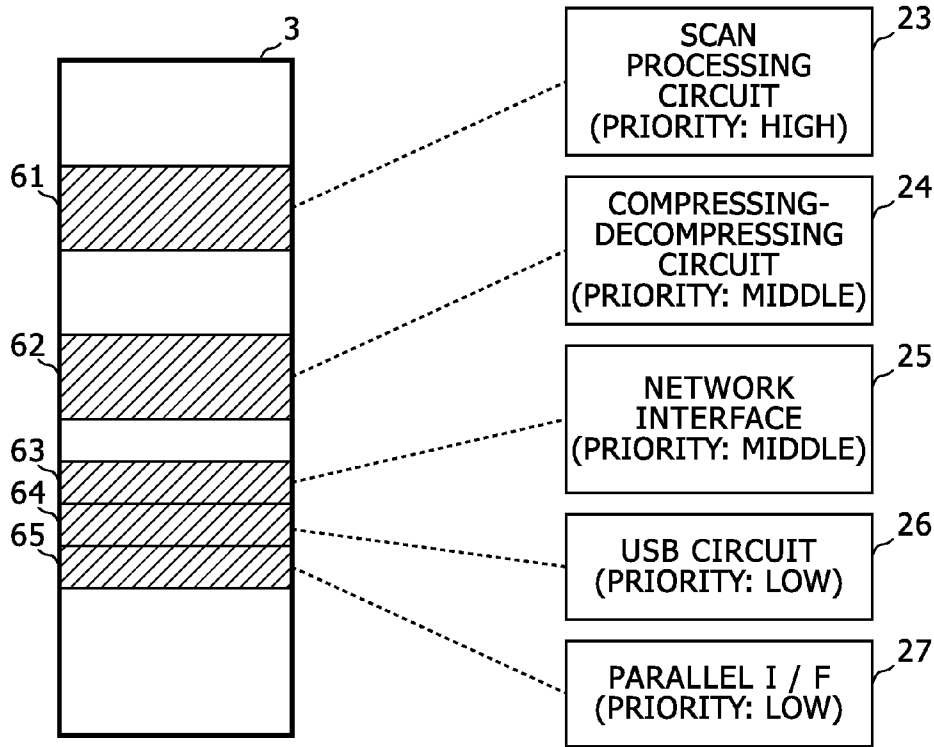 3
61
62
63
64
65
23
SCAN
PROCESSING
CIRCUIT
(PRIORITY: HIGH)
24
COMPRESSING-
DECOMPRESSING
CIRCUIT
(PRIORITY: MIDDLE)
25
NETWORK
INTERFACE
(PRIORITY: MIDDLE)
26
USB CIRCUIT
(PRIORITY: LOW)
27
PARALLEL I / F
(PRIORITY: LOW)